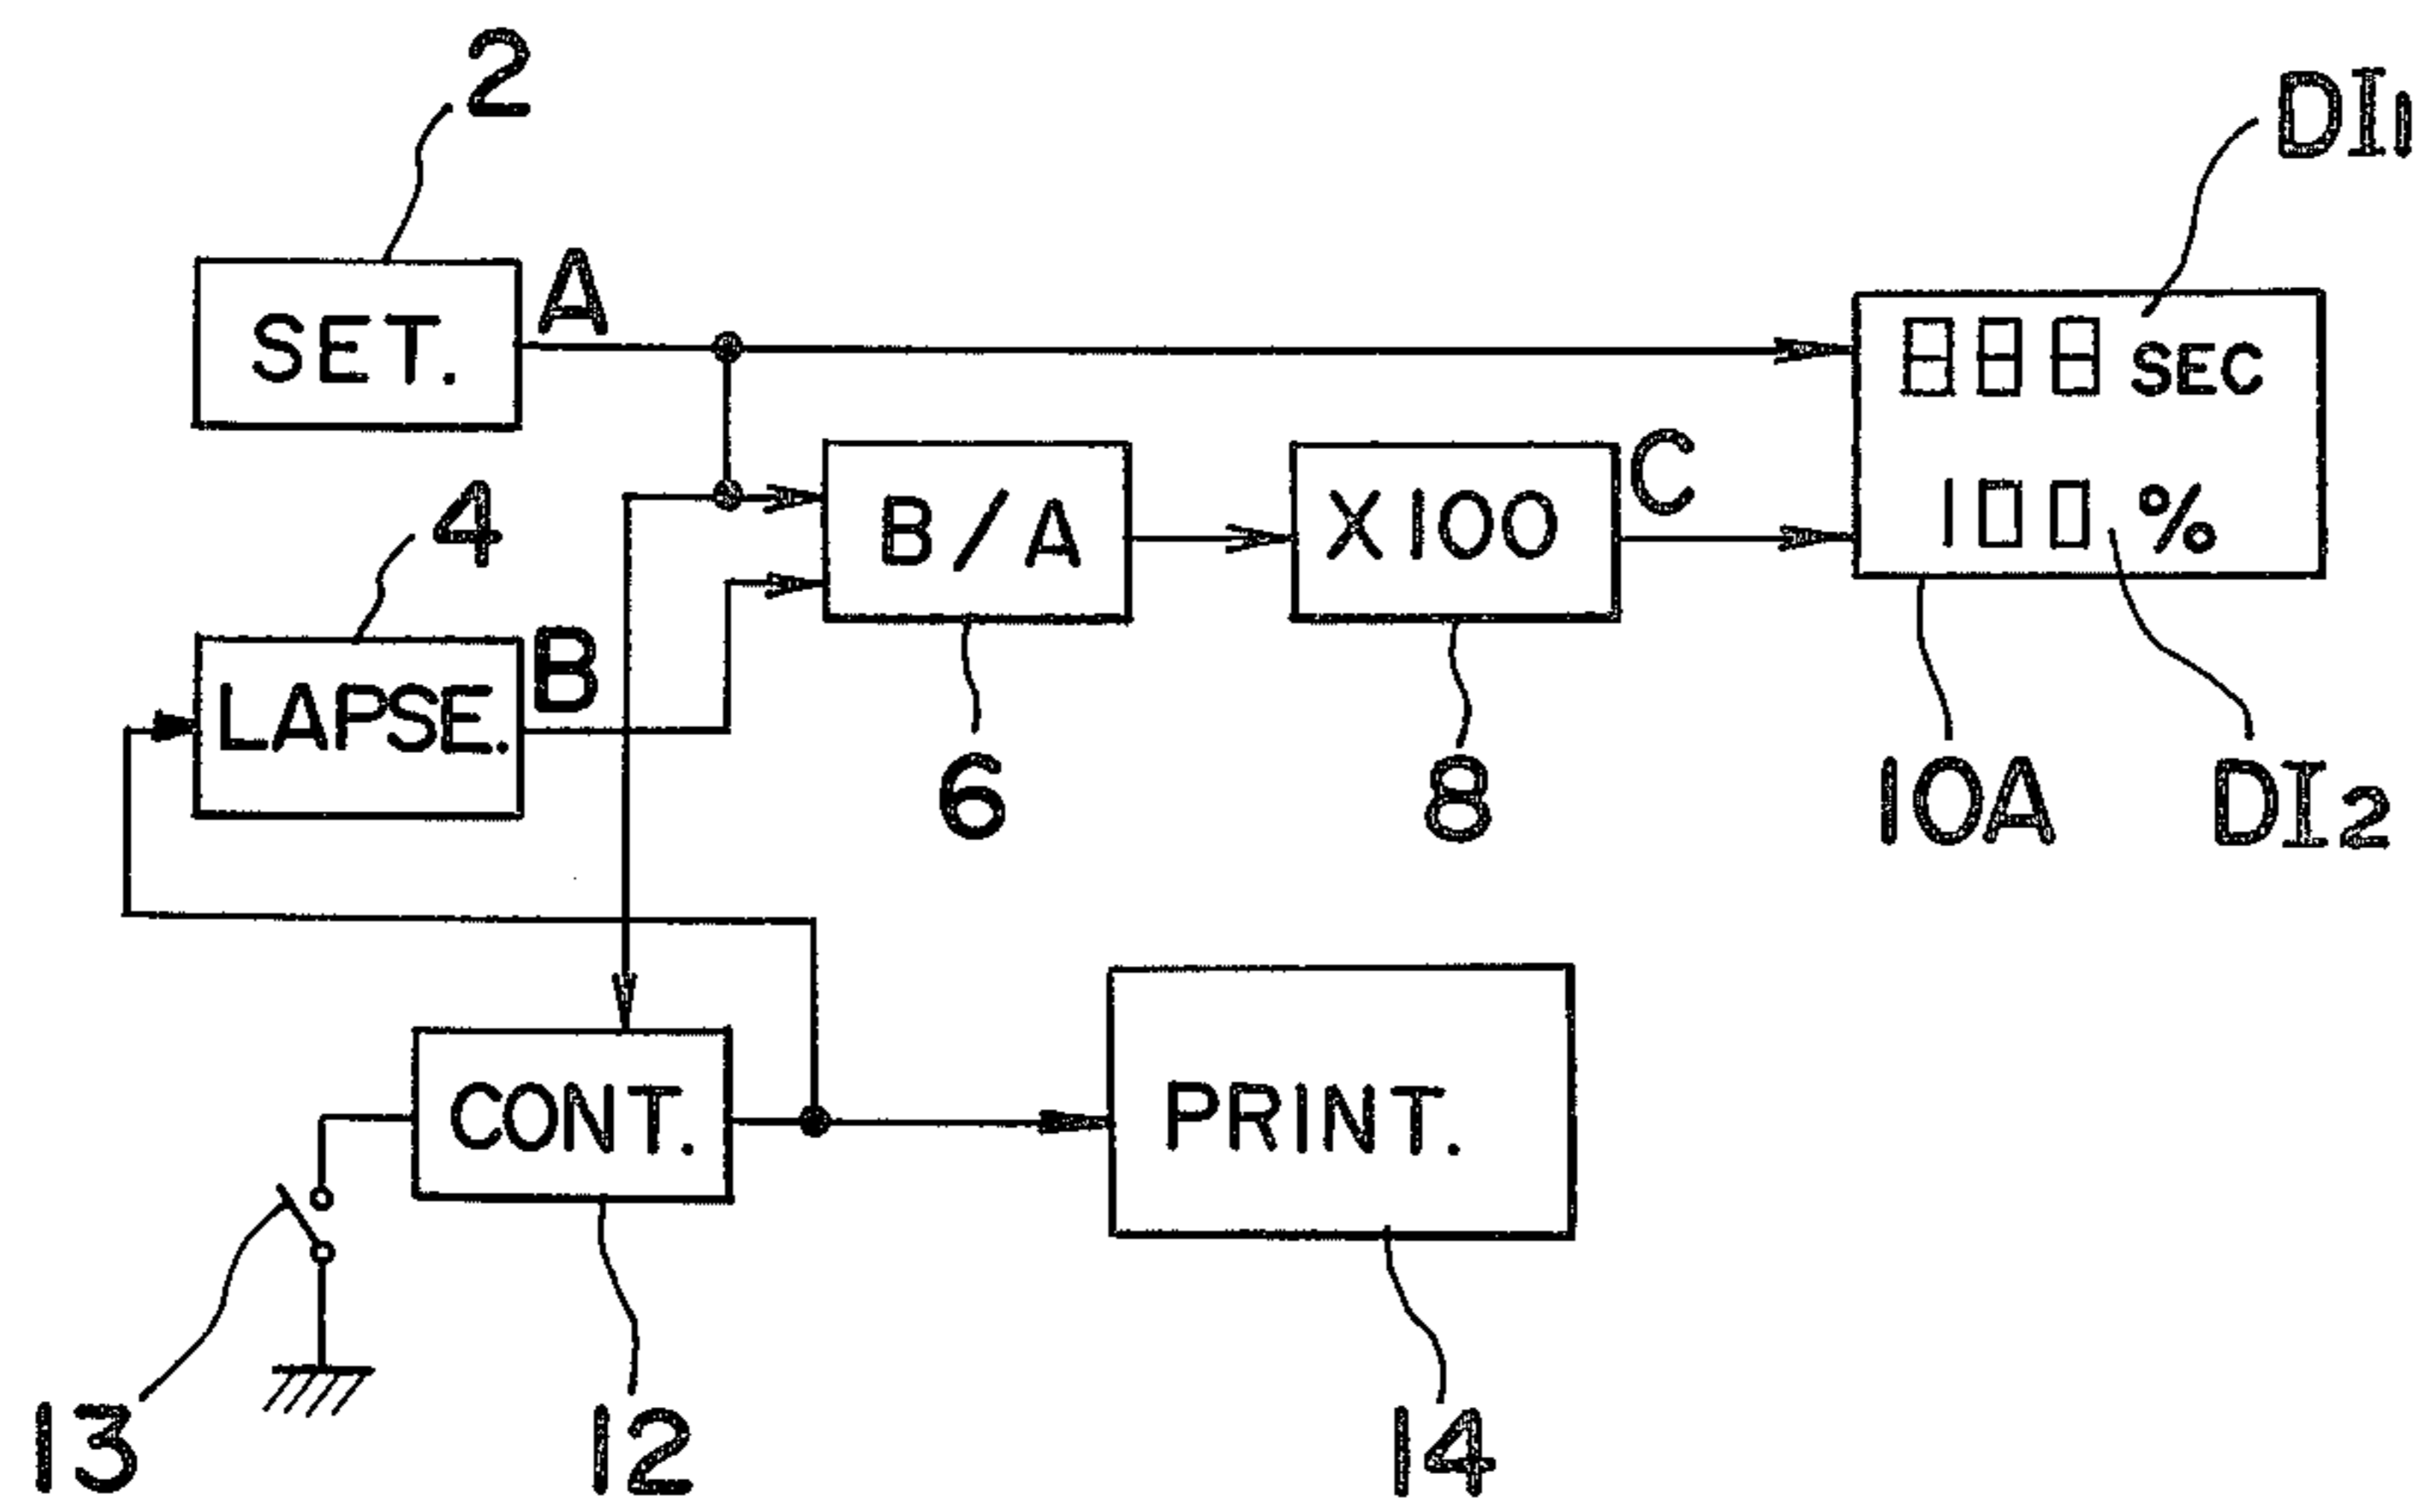 2
DI1
SET.
A
888 SEC
B/A
X100
C
100 %
4
LAPSE.
B
6
8
10A
DI2
CONT.
PRINT.
13
12
14